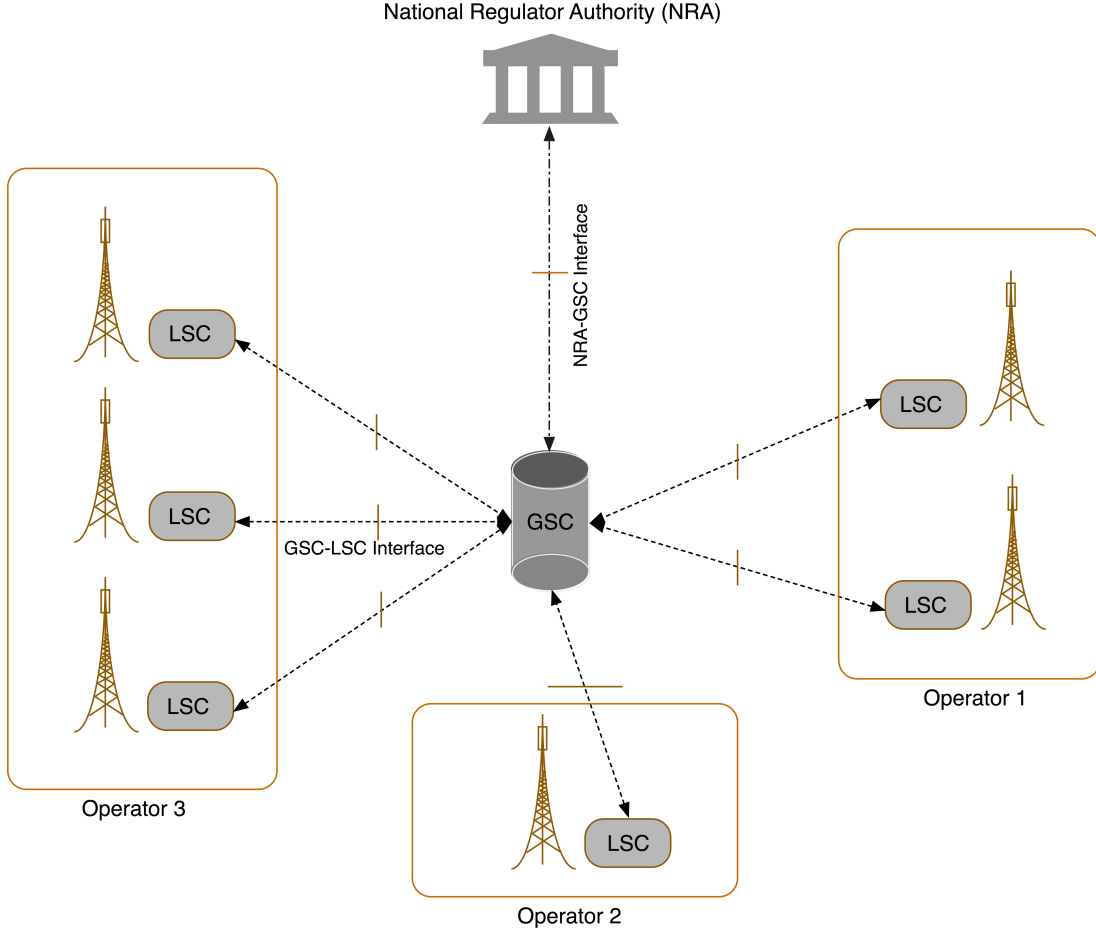 National Regulator Authority (NRA)
NRA-GSC Interface
LSC
LSC
LSC
GSC-LSC Interface
GSC
LSC
LSC
Operator 1
Operator 3
LSC
Operator 2